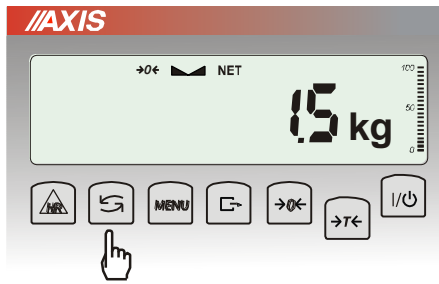 AXIS
→0← NET 100
1.5 kg 50
0
HR MENU →0← →T← I/⏻